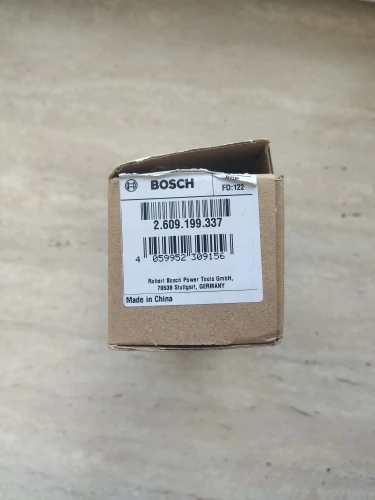 BOSCH
FD:122
2.609.199.337
4 059952 309156
Robert Bosch Power Tools GmbH,
70538 Stuttgart, GERMANY
Made in China